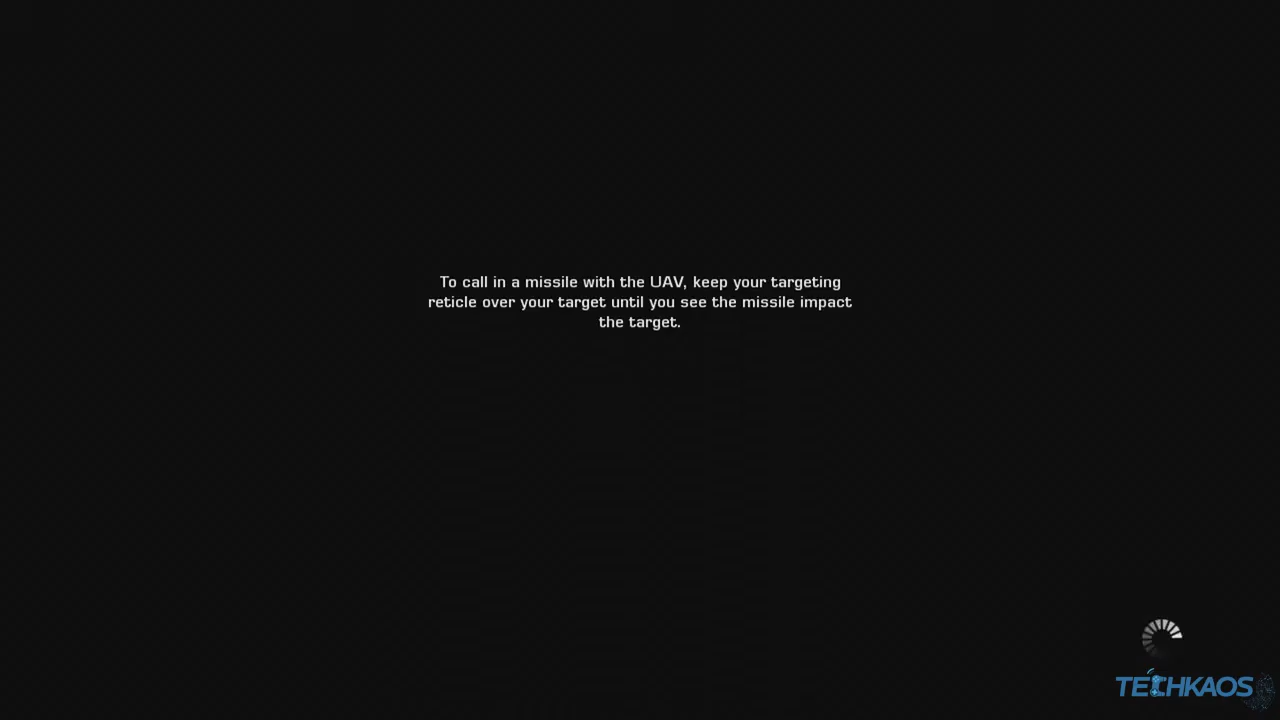 To call in a missile with the UAV, keep your targeting
reticle over your target until you see the missile impact
the target.
TECHKAOS